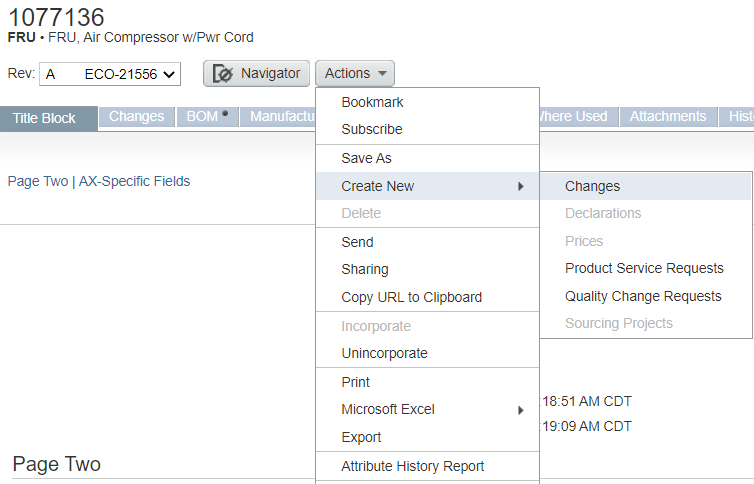 1077136
FRU • FRU, Air Compressor w/Pwr Cord
Rev: A ECO-21556 Navigator Actions
Title Block Changes BOM Manufactu Where Used Attachments Hist
Page Two | AX-Specific Fields
Bookmark
Subscribe
Save As
Create New
Delete
Send
Sharing
Copy URL to Clipboard
Incorporate
Unincorporate
Print
Microsoft Excel
Export
Attribute History Report
Changes
Declarations
Prices
Product Service Requests
Quality Change Requests
Sourcing Projects
:18:51 AM CDT
:19:09 AM CDT
Page Two